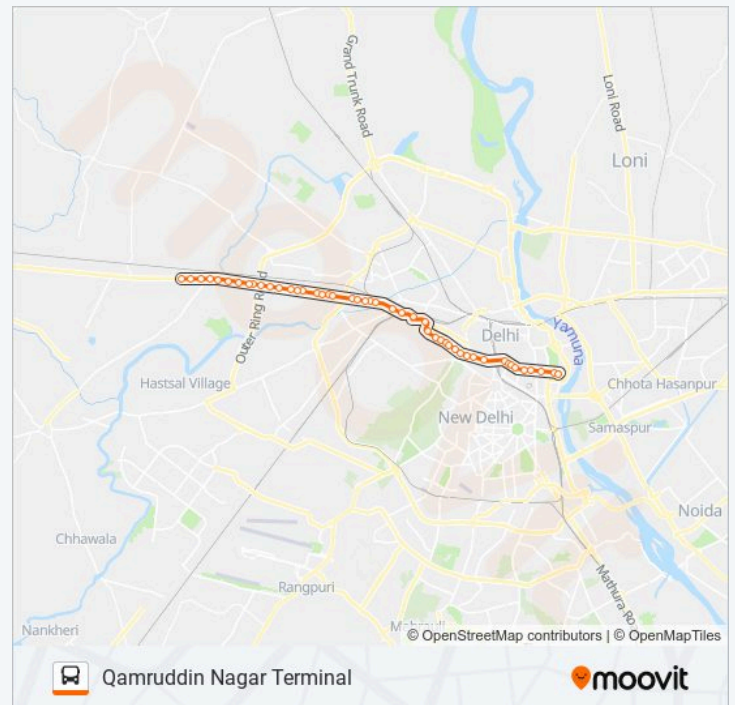 Grand Trunk Road
Loni Road
Loni
Outer Ring Road
Delhi
Yamuna
Hastsal Village
Chhota Hasanpur
New Delhi
Samaspur
Noida
Chhawala
Rangpuri
Mathura Ro
Nankheri
Mehrauli
© OpenStreetMap contributors | © OpenMapTiles
Qamruddin Nagar Terminal
moovit